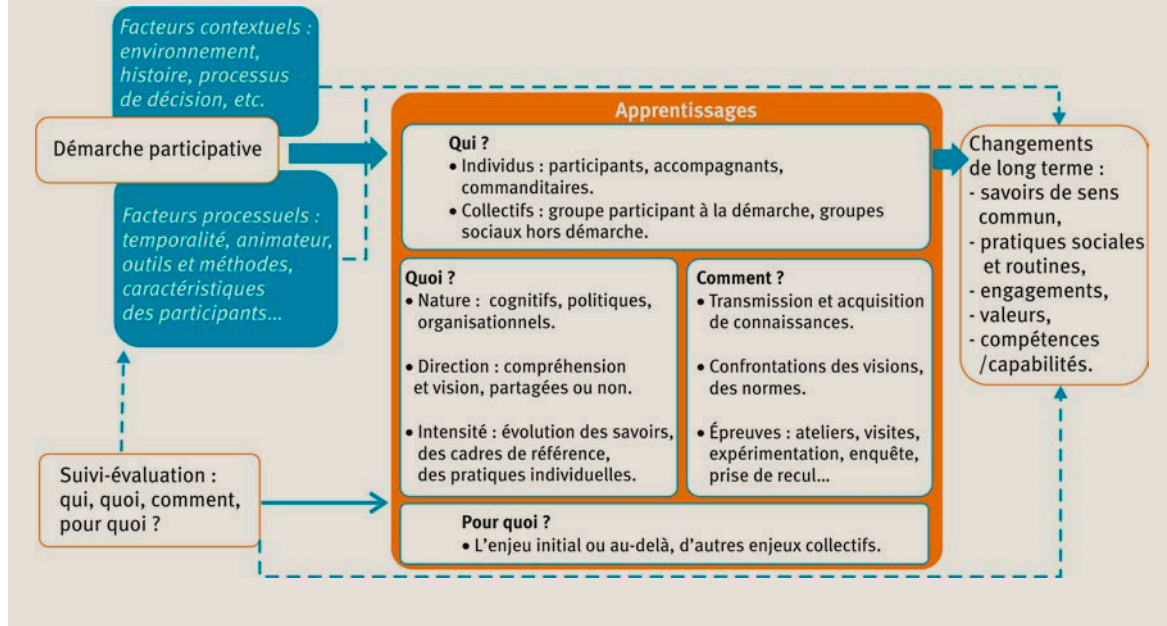 Facteurs contextuels :
environnement,
histoire, processus
de décision, etc.
Démarche participative
Facteurs processuels :
temporalité, animateur,
outils et méthodes,
caractéristiques
des participants...
Suivi-évaluation :
qui, quoi, comment,
pour quoi ?
Apprentissages
Qui ?
• Individus : participants, accompagnants,
commanditaires.
• Collectifs : groupe participant à la démarche, groupes
sociaux hors démarche.
Quoi ?
• Nature : cognitifs, politiques,
organisationnels.
• Direction : compréhension
et vision, partagées ou non.
• Intensité : évolution des savoirs,
des cadres de référence,
des pratiques individuelles.
Comment ?
• Transmission et acquisition
de connaissances.
• Confrontations des visions,
des normes.
• Épreuves : ateliers, visites,
expérimentation, enquête,
prise de recul...
Pour quoi ?
• L'enjeu initial ou au-delà, d'autres enjeux collectifs.
Changements
de long terme :
- savoirs de sens
commun,
- pratiques sociales
et routines,
- engagements,
- valeurs,
- compétences
/capabilités.